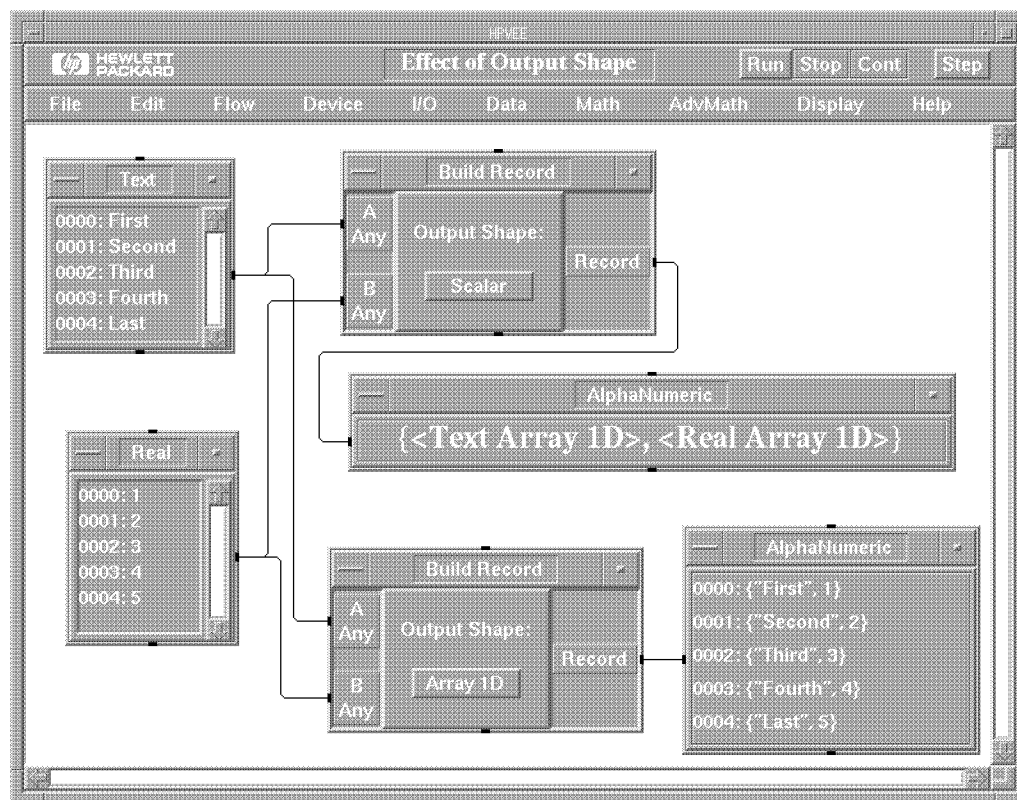 HPVEE
hp HEWLETT PACKARD
Effect of Output Shape
Run Stop Cont Step
File Edit Flow Device I/O Data Math AdvMath Display Help
Text
0000: First
0001: Second
0002: Third
0003: Fourth
0004: Last
Build Record
A
Any
B
Any
Output Shape:
Scalar
Record
AlphaNumeric
{<Text Array 1D>, <Real Array 1D>}
Real
0000: 1
0001: 2
0002: 3
0003: 4
0004: 5
Build Record
A
Any
B
Any
Output Shape:
Array 1D
Record
AlphaNumeric
0000: {"First", 1}
0001: {"Second", 2}
0002: {"Third", 3}
0003: {"Fourth", 4}
0004: {"Last", 5}